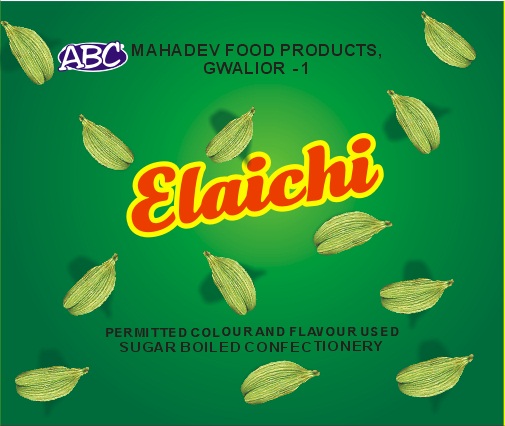 ABC MAHADEV FOOD PRODUCTS,
GWALIOR - 1
Elaichi
PERMITTED COLOUR AND FLAVOUR USED
SUGAR BOILED CONFECTIONERY